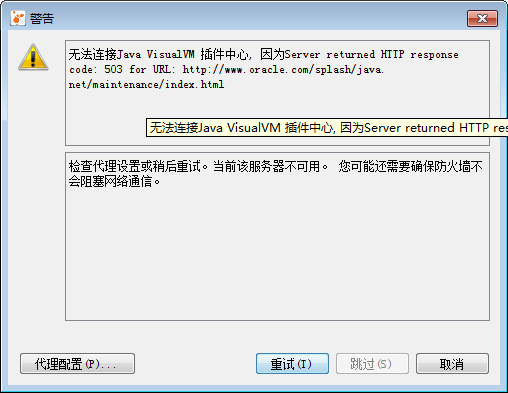 警告
无法连接Java VisualVM 插件中心, 因为Server returned HTTP response
code: 503 for URL: http://www.oracle.com/splash/java.
net/maintenance/index.html
无法连接Java VisualVM 插件中心, 因为Server returned HTTP res
检查代理设置或稍后重试。当前该服务器不可用。 您可能还需要确保防火墙不
会阻塞网络通信。
代理配置(P)... 重试(T) 跳过(S) 取消